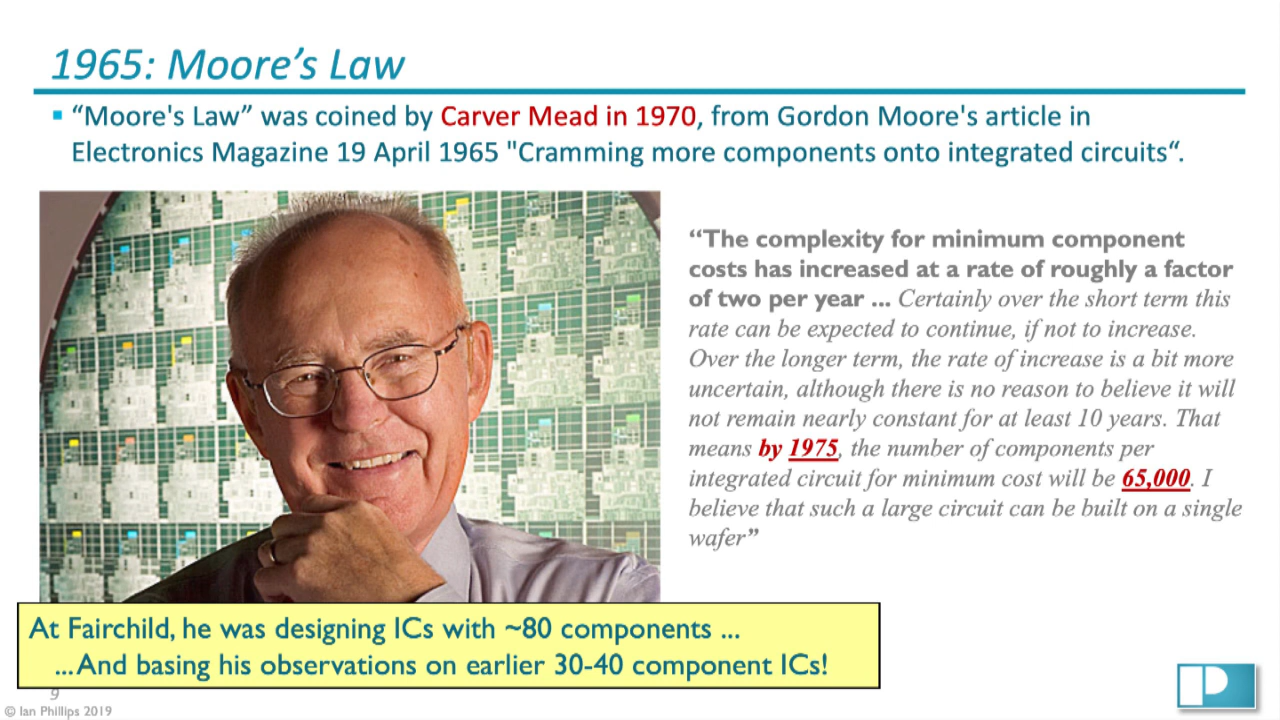 1965: Moore's Law
▪ “Moore's Law” was coined by Carver Mead in 1970, from Gordon Moore's article in
Electronics Magazine 19 April 1965 "Cramming more components onto integrated circuits“.
“The complexity for minimum component
costs has increased at a rate of roughly a factor
of two per year ... Certainly over the short term this
rate can be expected to continue, if not to increase.
Over the longer term, the rate of increase is a bit more
uncertain, although there is no reason to believe it will
not remain nearly constant for at least 10 years. That
means by 1975, the number of components per
integrated circuit for minimum cost will be 65,000. I
believe that such a large circuit can be built on a single
wafer”
At Fairchild, he was designing ICs with ~80 components ...
...And basing his observations on earlier 30-40 component ICs!
9
© Ian Phillips 2019
P